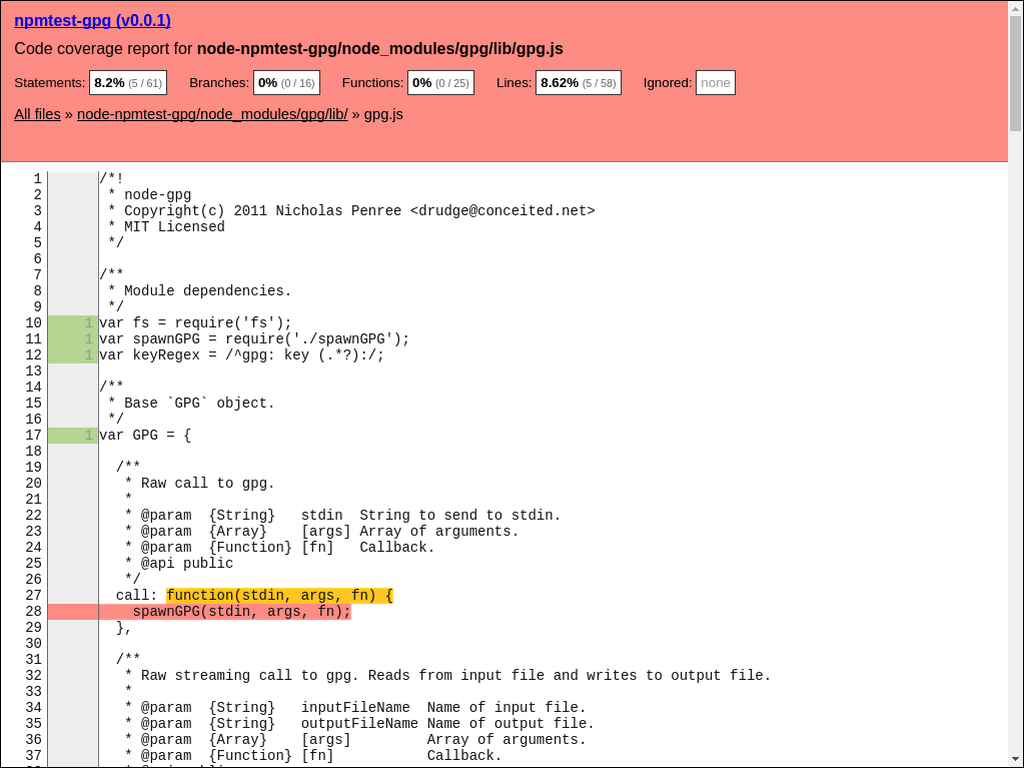 npmtest-gpg (v0.0.1)
Code coverage report for node-npmtest-gpg/node_modules/gpg/lib/gpg.js
Statements: 8.2% (5 / 61) Branches: 0% (0 / 16) Functions: 0% (0 / 25) Lines: 8.62% (5 / 58) Ignored: none
All files » node-npmtest-gpg/node_modules/gpg/lib/ » gpg.js
1 /*!
2  * node-gpg
3  * Copyright(c) 2011 Nicholas Penree <drudge@conceited.net>
4  * MIT Licensed
5  */
6
7 /**
8  * Module dependencies.
9  */
10 1 var fs = require('fs');
11 1 var spawnGPG = require('./spawnGPG');
12 1 var keyRegex = /^gpg: key (.*?):/;
13
14 /**
15  * Base `GPG` object.
16  */
17 1 var GPG = {
18
19   /**
20    * Raw call to gpg.
21    *
22    * @param  {String}   stdin  String to send to stdin.
23    * @param  {Array}    [args] Array of arguments.
24    * @param  {Function} [fn]   Callback.
25    * @api public
26    */
27   call: function(stdin, args, fn) {
28     spawnGPG(stdin, args, fn);
29   },
30
31   /**
32    * Raw streaming call to gpg. Reads from input file and writes to output file.
33    *
34    * @param  {String}   inputFileName  Name of input file.
35    * @param  {String}   outputFileName Name of output file.
36    * @param  {Array}    [args]         Array of arguments.
37    * @param  {Function} [fn]           Callback.